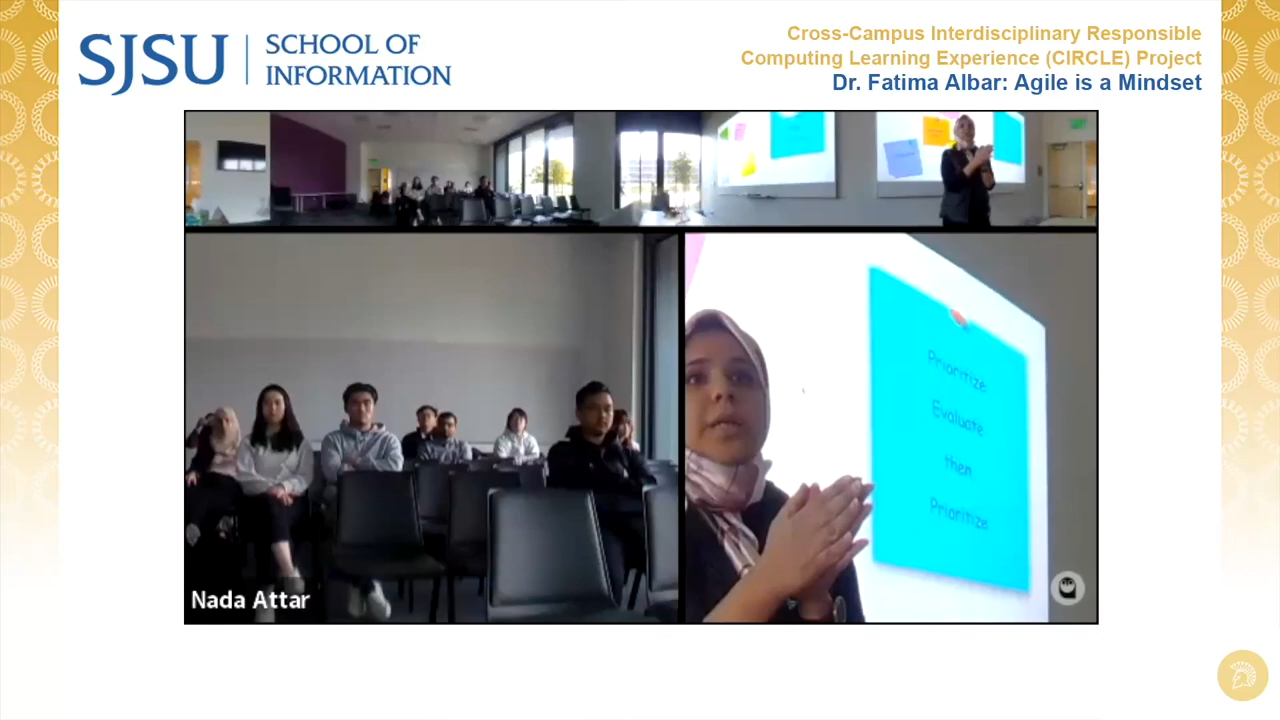 SJSU
SCHOOL OF
INFORMATION
Cross-Campus Interdisciplinary Responsible
Computing Learning Experience (CIRCLE) Project
Dr. Fatima Albar: Agile is a Mindset
Prioritize
Evaluate
then
Prioritize
Nada Attar